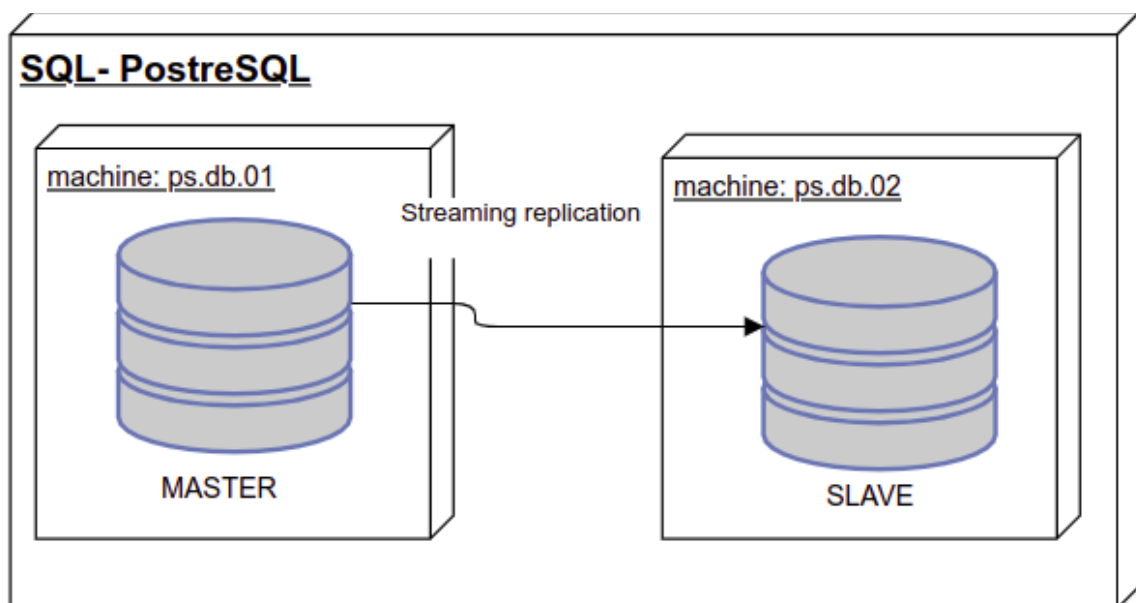 SQL- PostreSQL
machine: ps.db.01
Streaming replication
machine: ps.db.02
MASTER
SLAVE